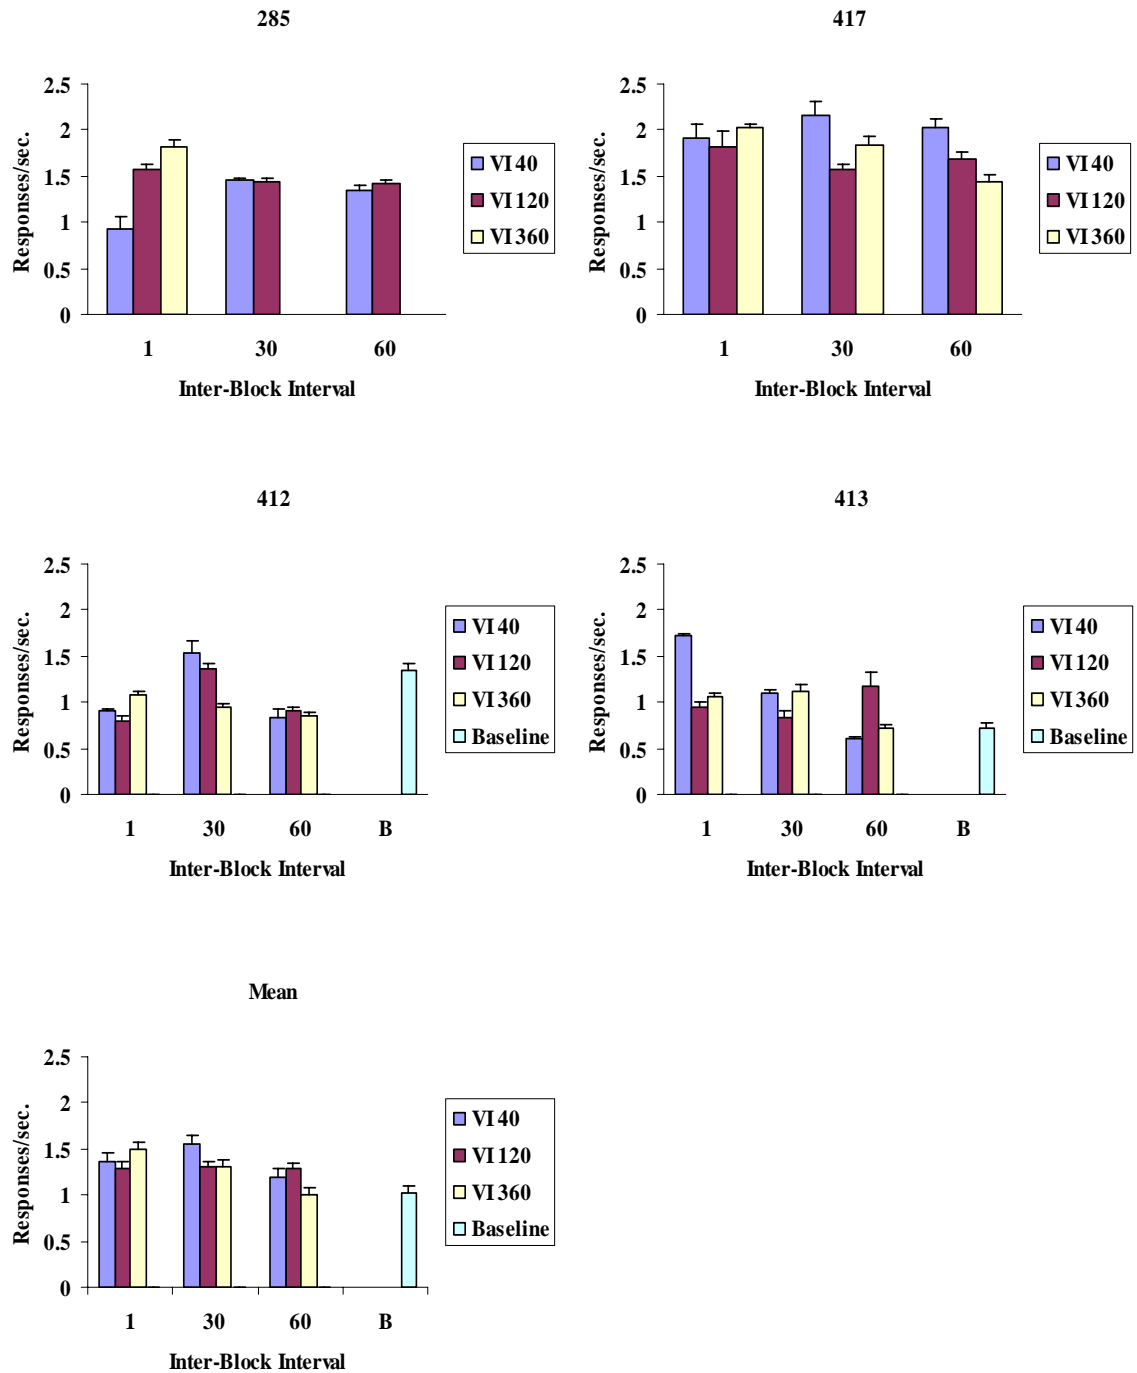 285
2.5
2
1.5
1
0.5
0
Responses/sec.
1 30 60
Inter-Block Interval
VI 40
VI 120
VI 360
417
2.5
2
1.5
1
0.5
0
Responses/sec.
1 30 60
Inter-Block Interval
VI 40
VI 120
VI 360
412
2.5
2
1.5
1
0.5
0
Responses/sec.
1 30 60 B
Inter-Block Interval
VI 40
VI 120
VI 360
Baseline
413
2.5
2
1.5
1
0.5
0
Responses/sec.
1 30 60 B
Inter-Block Interval
VI 40
VI 120
VI 360
Baseline
Mean
2.5
2
1.5
1
0.5
0
Responses/sec.
1 30 60 B
Inter-Block Interval
VI 40
VI 120
VI 360
Baseline